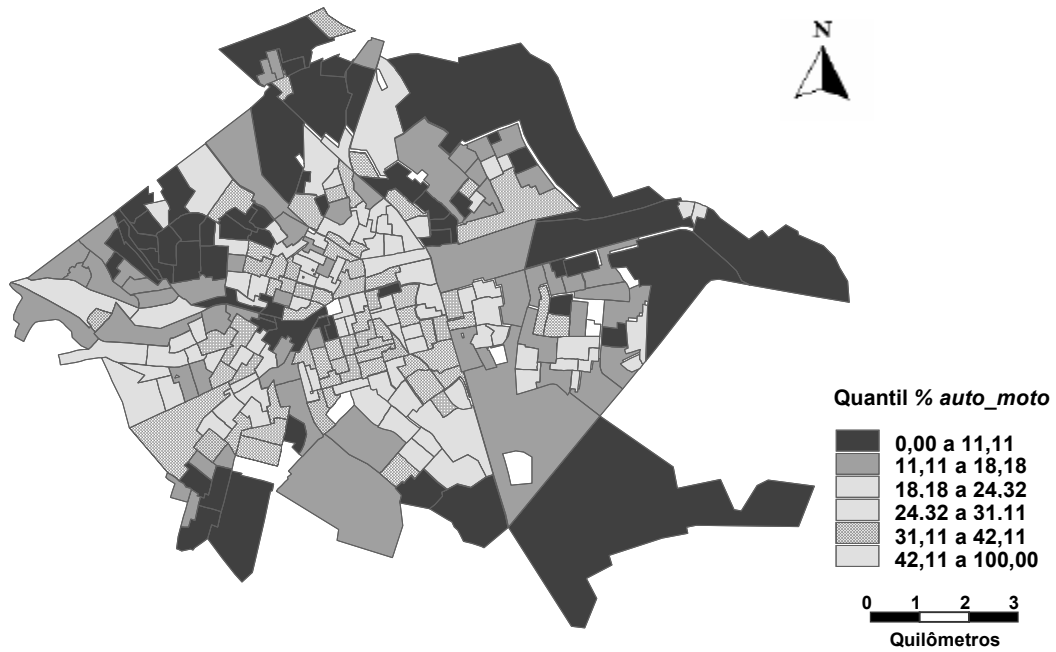 N
Quantil % auto_moto
0,00 a 11,11
11,11 a 18,18
18,18 a 24,32
24.32 a 31.11
31,11 a 42,11
42,11 a 100,00
0 1 2 3
Quilômetros